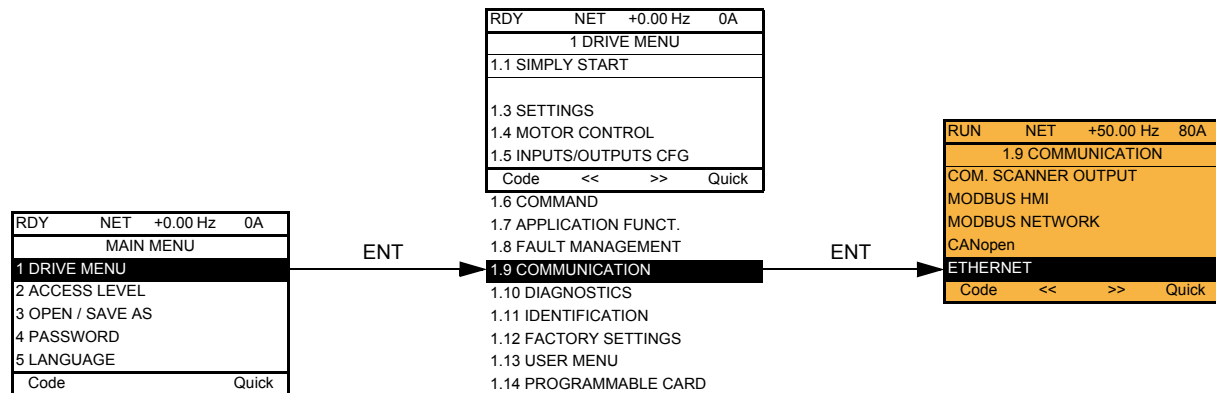 RDY NET +0.00 Hz 0A
MAIN MENU
1 DRIVE MENU
2 ACCESS LEVEL
3 OPEN / SAVE AS
4 PASSWORD
5 LANGUAGE
Code Quick
ENT
RDY NET +0.00 Hz 0A
1 DRIVE MENU
1.1 SIMPLY START
1.3 SETTINGS
1.4 MOTOR CONTROL
1.5 INPUTS/OUTPUTS CFG
Code << >> Quick
1.6 COMMAND
1.7 APPLICATION FUNCT.
1.8 FAULT MANAGEMENT
1.9 COMMUNICATION
1.10 DIAGNOSTICS
1.11 IDENTIFICATION
1.12 FACTORY SETTINGS
1.13 USER MENU
1.14 PROGRAMMABLE CARD
ENT
RUN NET +50.00 Hz 80A
1.9 COMMUNICATION
COM. SCANNER OUTPUT
MODBUS HMI
MODBUS NETWORK
CANopen
ETHERNET
Code << >> Quick